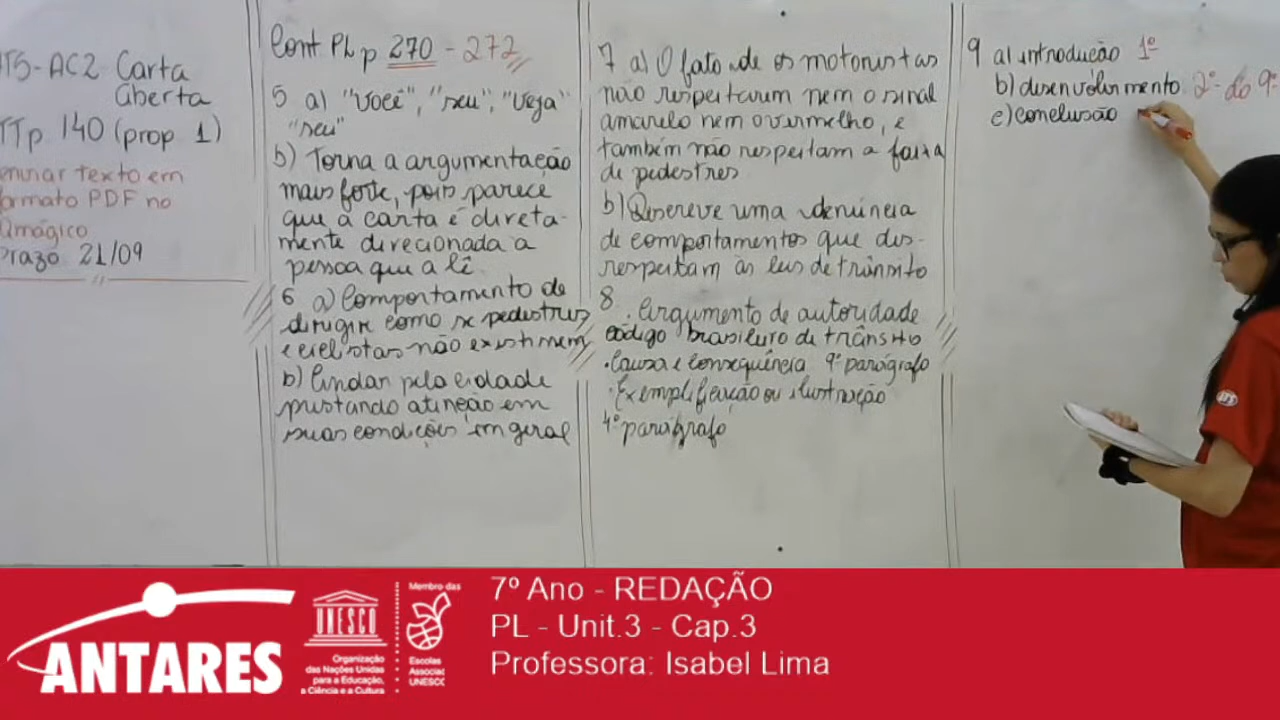 AT5-AC2 Carta
Aberta
TTp 140 (prop 1)
enviar texto em
formato PDF no
Qmágico
Prazo 21/09
Cont PL p 270 - 272
5 a) "Você", "seu", "Veja"
"seu"
b) Torna a argumentação
mais forte, pois parece
que a carta é direta-
mente direcionada a
pessoa que a lê.
6 a) Comportamento de
dirigir como se pedestres
e ciclistas não existissem
b) Andar pela cidade
prestando atenção em
suas condições em geral
7 a) O fato de os motoristas
não respeitarem nem o sinal
amarelo nem o vermelho, e
também não respeitam a faixa
de pedestres
b) Descreve uma denúncia
de comportamentos que des-
respeitam as leis de trânsito
8. Argumento de autoridade
código brasileiro de trânsito
• Causa e consequência 9º parágrafo
• Exemplificação ou ilustração
4º parágrafo
9 a) introdução 1º
b) desenvolvimento 2º- do 9º
c) conclusão
ANTARES
UNESCO
Organização
das Nações Unidas
para a Educação,
a Ciência e a Cultura
Membro das
Escolas
Associad
UNESCO
7º Ano - REDAÇÃO
PL - Unit.3 - Cap.3
Professora: Isabel Lima